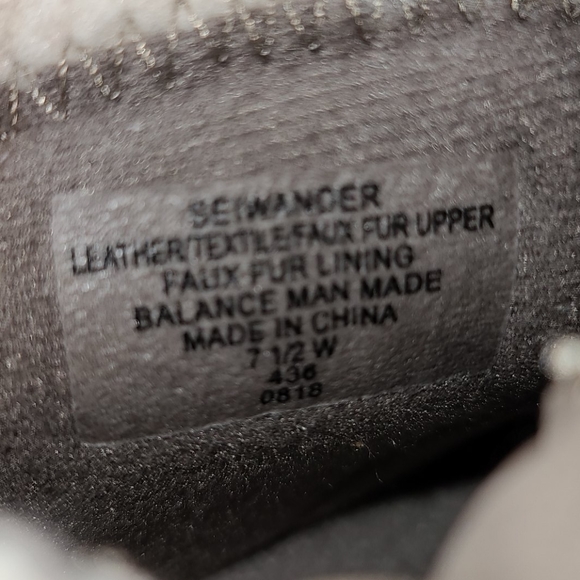 SEIWANDER
LEATHER/TEXTILE/FAUX FUR UPPER
FAUX FUR LINING
BALANCE MAN MADE
MADE IN CHINA
7 1/2 W
436
0818